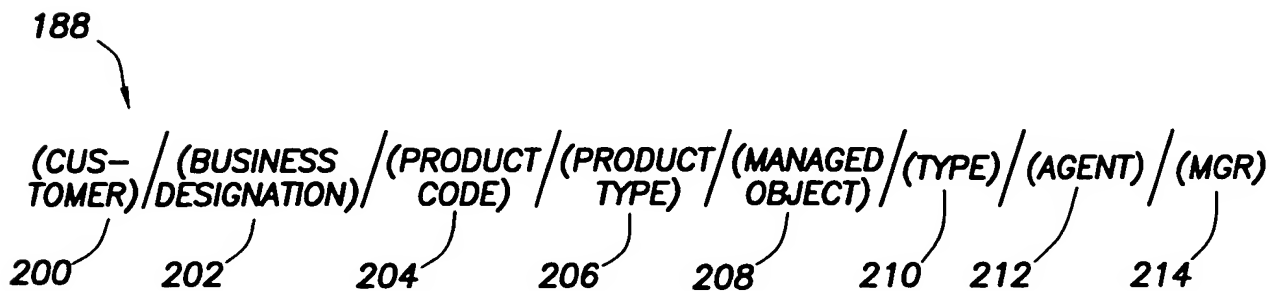 188
(CUS- / (BUSINESS / (PRODUCT / (PRODUCT / (MANAGED / (TYPE) / (AGENT) / (MGR)
TOMER) DESIGNATION) CODE) TYPE) OBJECT)
200 202 204 206 208 210 212 214